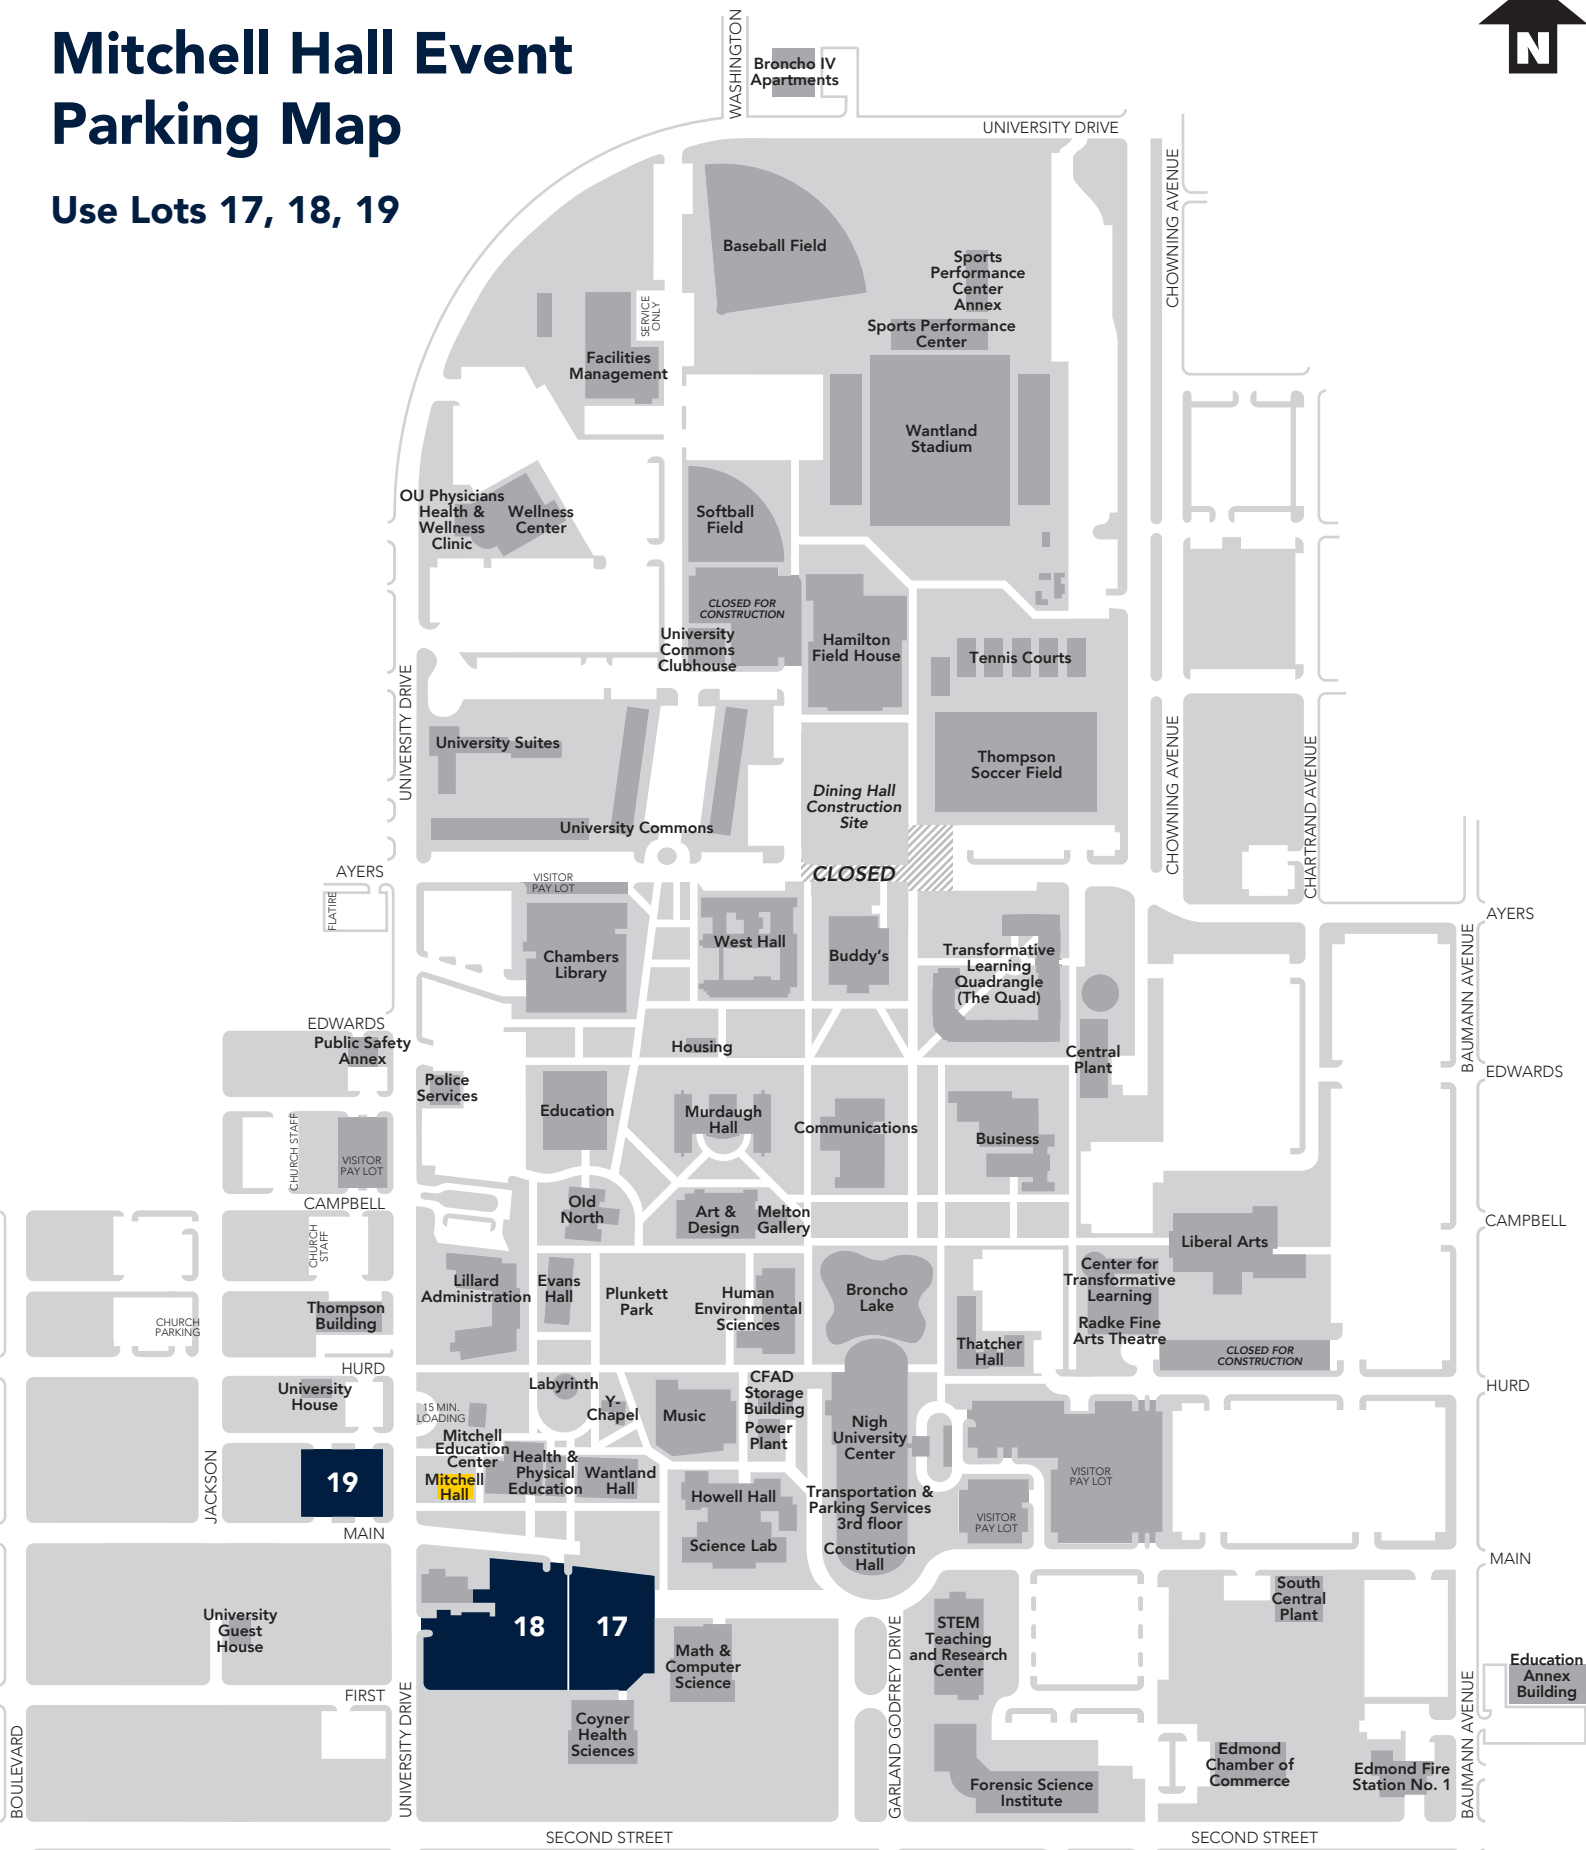 Mitchell Hall Event
Parking Map
Use Lots 17, 18, 19
N
WASHINGTON
Broncho IV
Apartments
UNIVERSITY DRIVE
CHOWNING AVENUE
Baseball Field
Sports
Performance
Center
Annex
SERVICE
ONLY
Sports Performance
Center
Facilities
Management
Wantland
Stadium
OU Physicians
Health &
Wellness
Clinic
Wellness
Center
Softball
Field
CLOSED FOR
CONSTRUCTION
University
Commons
Clubhouse
Hamilton
Field House
Tennis Courts
UNIVERSITY DRIVE
University Suites
Thompson
Soccer Field
CHOWNING AVENUE
CHARTRAND AVENUE
Dining Hall
Construction
Site
University Commons
AYERS
VISITOR
PAY LOT
CLOSED
FLATIRE
AYERS
West Hall
Buddy's
Chambers
Library
Transformative
Learning
Quadrangle
(The Quad)
BAUMANN AVENUE
EDWARDS
Public Safety
Annex
Housing
Central
Plant
EDWARDS
Police
Services
Education
Murdaugh
Hall
Communications
Business
CHURCH STAFF
VISITOR
PAY LOT
CAMPBELL
Old
North
Art &
Design
Melton
Gallery
CAMPBELL
CHURCH
STAFF
Liberal Arts
Lillard
Administration
Evans
Hall
Plunkett
Park
Human
Environmental
Sciences
Broncho
Lake
Center for
Transformative
Learning
Radke Fine
Arts Theatre
Thompson
Building
CHURCH
PARKING
Thatcher
Hall
CLOSED FOR
CONSTRUCTION
HURD
HURD
University
House
Labyrinth
CFAD
Storage
Building
15 MIN.
LOADING
Y-
Chapel
Music
Power
Plant
Nigh
University
Center
Mitchell
Education
Center
Health &
Physical
Education
Wantland
Hall
Mitchell
Hall
JACKSON
19
VISITOR
PAY LOT
Howell Hall
Transportation &
Parking Services
3rd floor
VISITOR
PAY LOT
MAIN
Science Lab
Constitution
Hall
MAIN
South
Central
Plant
University
Guest
House
18
17
Math &
Computer
Science
STEM
Teaching
and Research
Center
Education
Annex
Building
FIRST
BOULEVARD
UNIVERSITY DRIVE
Coyner
Health
Sciences
GARLAND GODFREY DRIVE
Forensic Science
Institute
Edmond
Chamber of
Commerce
Edmond Fire
Station No. 1
BAUMANN AVENUE
SECOND STREET
SECOND STREET